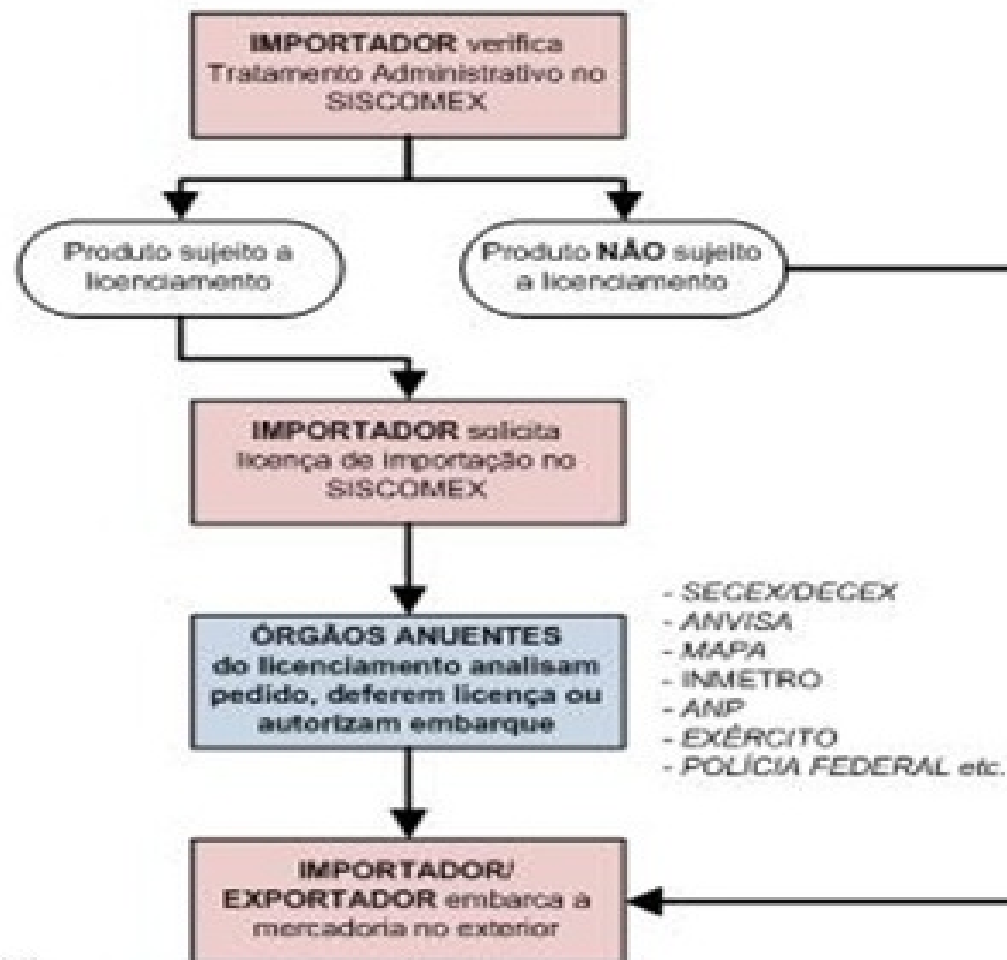 IMPORTADOR verifica
Tratamento Administrativo no
SISCOMEX
Produto sujeito a
licenciamento
Produto NÃO sujeito
a licenciamento
IMPORTADOR solicita
licença de importação no
SISCOMEX
ÓRGÃOS ANUENTES
do licenciamento analisam
pedido, deferem licença ou
autorizam embarque
- SECEX/DECEX
- ANVISA
- MAPA
- INMETRO
- ANP
- EXÉRCITO
- POLÍCIA FEDERAL etc.
IMPORTADOR/
EXPORTADOR embarca a
mercadoria no exterior